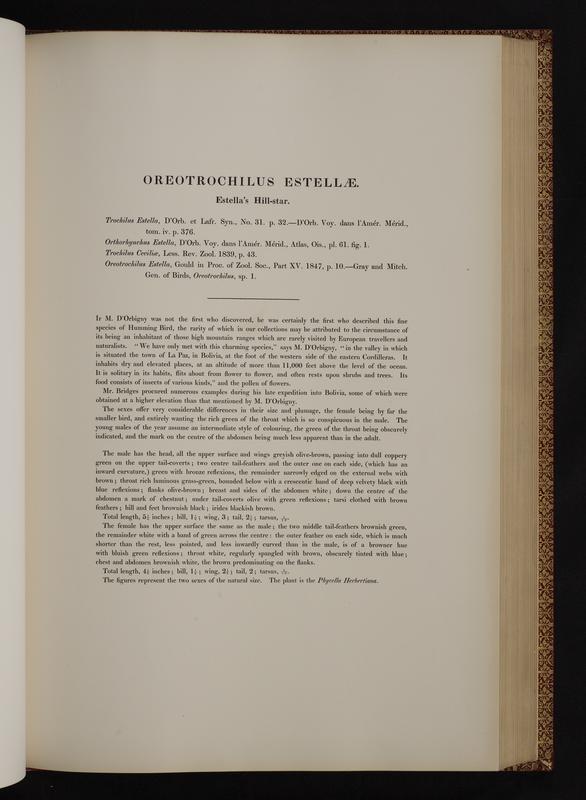 OREOTROCHILUS ESTELLÆ.
Estella's Hill-star.
Trochilus Estella, D'Orb. et Lafr. Syn., No. 31. p. 32.—D'Orb. Voy. dans l'Amér. Mérid.,
tom. iv. p. 376.
Orthorhynchus Estella, D'Orb. Voy. dans l'Amér. Mérid., Atlas, Ois., pl. 61. fig. 1.
Trochilus Ceciliæ, Less. Rev. Zool. 1839, p. 43.
Oreotrochilus Estella, Gould in Proc. of Zool. Soc., Part XV. 1847, p. 10.—Gray and Mitch.
Gen. of Birds, Oreotrochilus, sp. 1.
If M. D'Orbigny was not the first who discovered, he was certainly the first who described this fine
species of Humming Bird, the rarity of which in our collections may be attributed to the circumstance of
its being an inhabitant of those high mountain ranges which are rarely visited by European travellers and
naturalists. "We have only met with this charming species," says M. D'Orbigny, "in the valley in which
is situated the town of La Paz, in Bolivia, at the foot of the western side of the eastern Cordilleras. It
inhabits dry and elevated places, at an altitude of more than 11,000 feet above the level of the ocean.
It is solitary in its habits, flits about from flower to flower, and often rests upon shrubs and trees. Its
food consists of insects of various kinds," and the pollen of flowers.
Mr. Bridges procured numerous examples during his late expedition into Bolivia, some of which were
obtained at a higher elevation than that mentioned by M. D'Orbigny.
The sexes offer very considerable differences in their size and plumage, the female being by far the
smaller bird, and entirely wanting the rich green of the throat which is so conspicuous in the male. The
young males of the year assume an intermediate style of colouring, the green of the throat being obscurely
indicated, and the mark on the centre of the abdomen being much less apparent than in the adult.
The male has the head, all the upper surface and wings greyish olive-brown, passing into dull coppery
green on the upper tail-coverts; two centre tail-feathers and the outer one on each side, (which has an
inward curvature,) green with bronze reflexions, the remainder narrowly edged on the external webs with
brown; throat rich luminous grass-green, bounded below with a crescentic band of deep velvety black with
blue reflexions; flanks olive-brown; breast and sides of the abdomen white; down the centre of the
abdomen a mark of chestnut; under tail-coverts olive with green reflexions; tarsi clothed with brown
feathers; bill and feet brownish black; irides blackish brown.
Total length, 5 inches; bill, 1; wing, 3; tail, 2; tarsus,
The female has the upper surface the same as the male; the two middle tail-feathers brownish green,
the remainder white with a band of green across the centre: the outer feather on each side, which is much
shorter than the rest, less pointed, and less inwardly curved than in the male, is of a browner hue
with bluish green reflexions; throat white, regularly spangled with brown, obscurely tinted with blue;
chest and abdomen brownish white, the brown predominating on the flanks.
Total length, 4 inches; bill, 1; wing, 2; tail, 2; tarsus,
The figures represent the two sexes of the natural size. The plant is the Phycella Herbertiana.